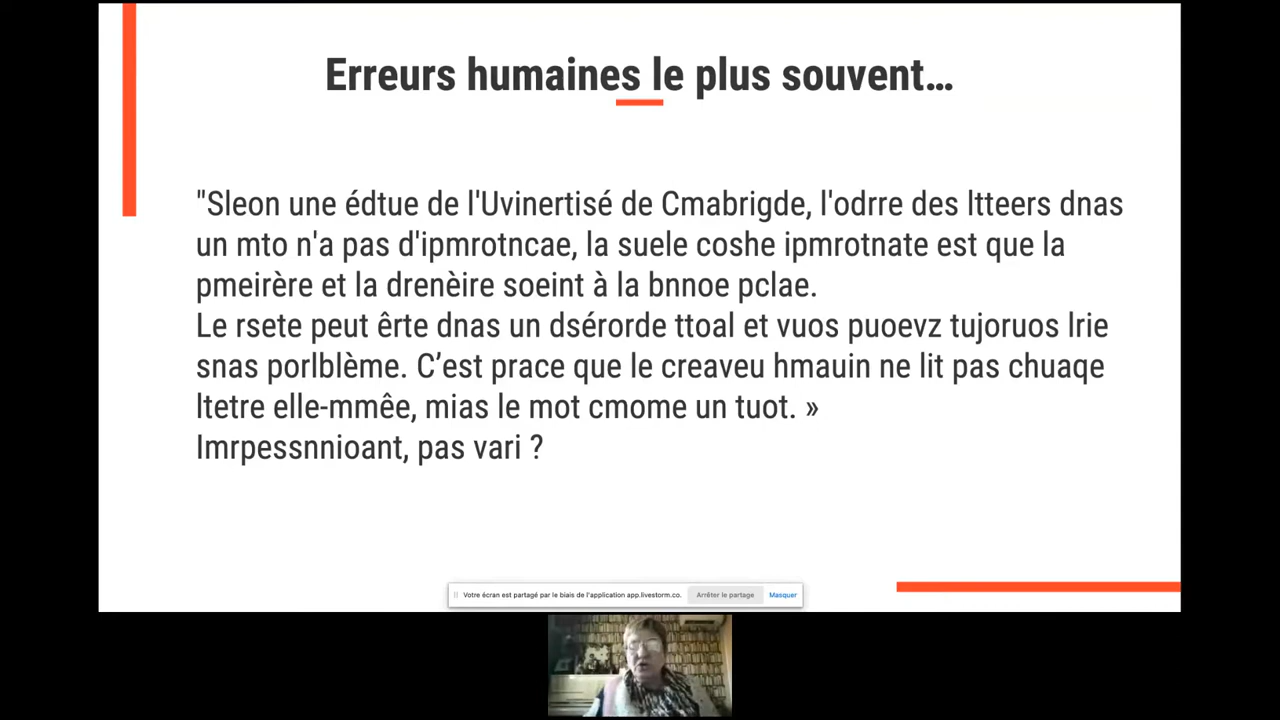 Erreurs humaines le plus souvent…
"Sleon une édtue de l'Uvinertisé de Cmabrigde, l'odrre des ltteers dnas
un mto n'a pas d'ipmrotncae, la suele coshe ipmrotnate est que la
pmeirère et la drenèire soeint à la bnnoe pclae.
Le rsete peut êrte dnas un dsérorde ttoal et vuos puoevz tujoruos lrie
snas porlblème. C’est prace que le creaveu hmauin ne lit pas chuaqe
ltetre elle-mmêe, mias le mot cmome un tuot. »
Imrpessnnioant, pas vari ?
Votre écran est partagé par le biais de l'application app.livestorm.co. Arrêter le partage Masquer